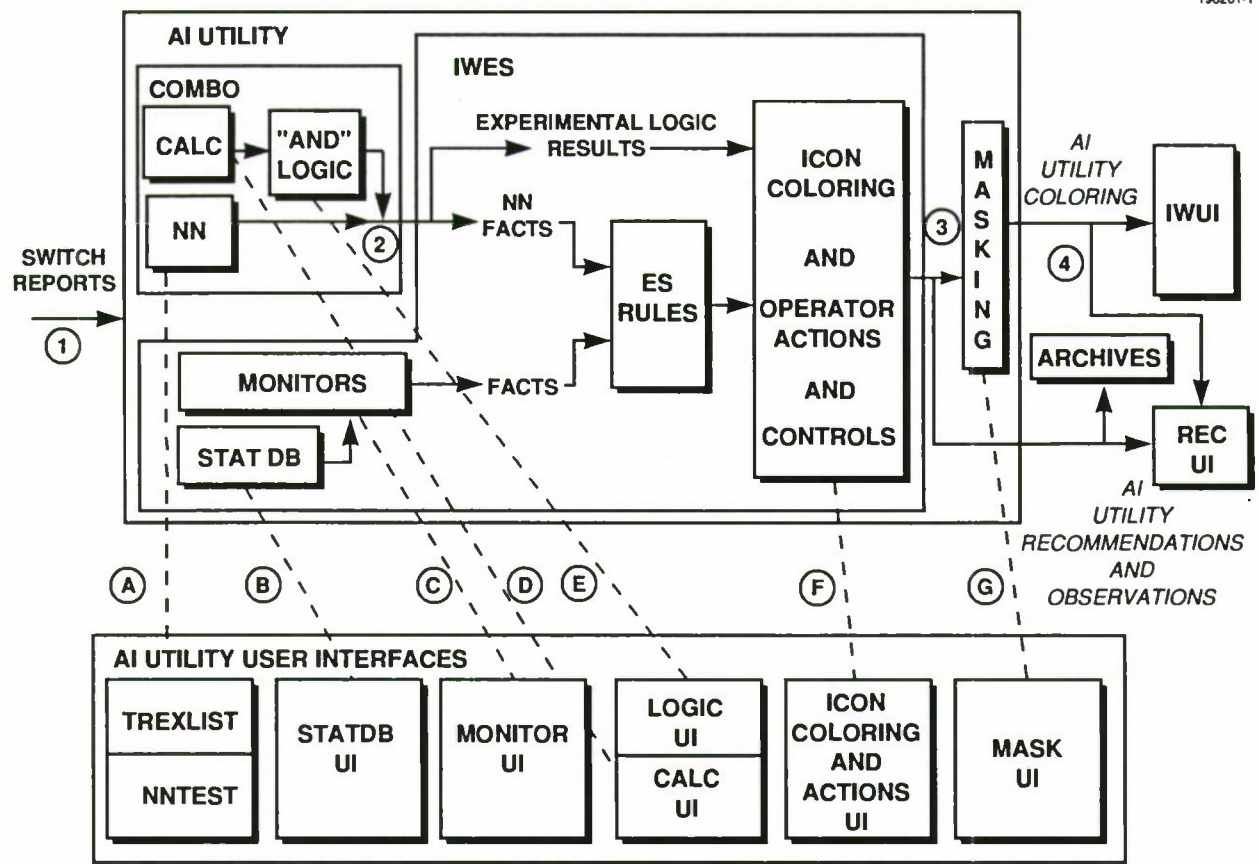 AI UTILITY
IWES
COMBO
CALC
"AND"
LOGIC
NN
SWITCH
REPORTS
1
2
EXPERIMENTAL LOGIC
RESULTS
NN
FACTS
ES
RULES
MONITORS
FACTS
STAT DB
ICON
COLORING
AND
OPERATOR
ACTIONS
AND
CONTROLS
3
MASKING
AI
UTILITY
COLORING
4
IWUI
ARCHIVES
REC
UI
AI
UTILITY
RECOMMENDATIONS
AND
OBSERVATIONS
A
B
C
D
E
F
G
AI UTILITY USER INTERFACES
TREXLIST
NNTEST
STATDB
UI
MONITOR
UI
LOGIC
UI
CALC
UI
ICON
COLORING
AND
ACTIONS
UI
MASK
UI